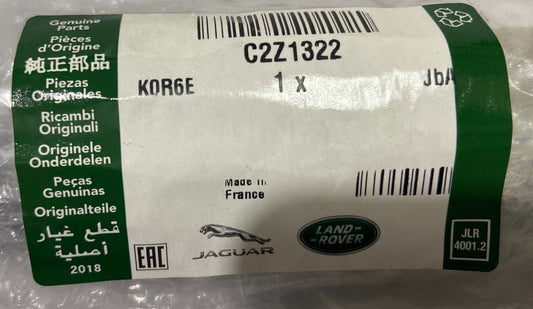 Genuine
Parts
Pièces
d'Origine
純正部品
Piezas
Originales
Ricambi
Originali
Originele
Onderdelen
Peças
Genuinas
Originalteile
قطع غيار
أصلية
2018
C2Z1322
KOR6E 1 x JbA
Made in
France
EAC
JAGUAR
LAND-
-ROVER
JLR
4001.2